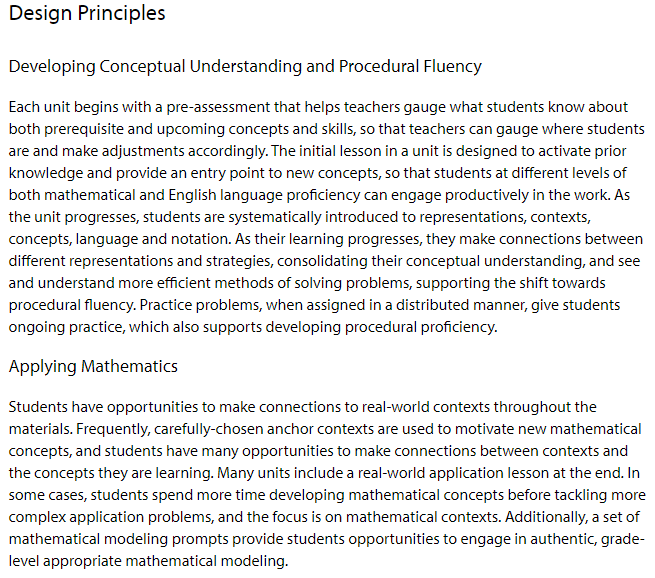 Design Principles
Developing Conceptual Understanding and Procedural Fluency
Each unit begins with a pre-assessment that helps teachers gauge what students know about
both prerequisite and upcoming concepts and skills, so that teachers can gauge where students
are and make adjustments accordingly. The initial lesson in a unit is designed to activate prior
knowledge and provide an entry point to new concepts, so that students at different levels of
both mathematical and English language proficiency can engage productively in the work. As
the unit progresses, students are systematically introduced to representations, contexts,
concepts, language and notation. As their learning progresses, they make connections between
different representations and strategies, consolidating their conceptual understanding, and see
and understand more efficient methods of solving problems, supporting the shift towards
procedural fluency. Practice problems, when assigned in a distributed manner, give students
ongoing practice, which also supports developing procedural proficiency.
Applying Mathematics
Students have opportunities to make connections to real-world contexts throughout the
materials. Frequently, carefully-chosen anchor contexts are used to motivate new mathematical
concepts, and students have many opportunities to make connections between contexts and
the concepts they are learning. Many units include a real-world application lesson at the end. In
some cases, students spend more time developing mathematical concepts before tackling more
complex application problems, and the focus is on mathematical contexts. Additionally, a set of
mathematical modeling prompts provide students opportunities to engage in authentic, grade-
level appropriate mathematical modeling.